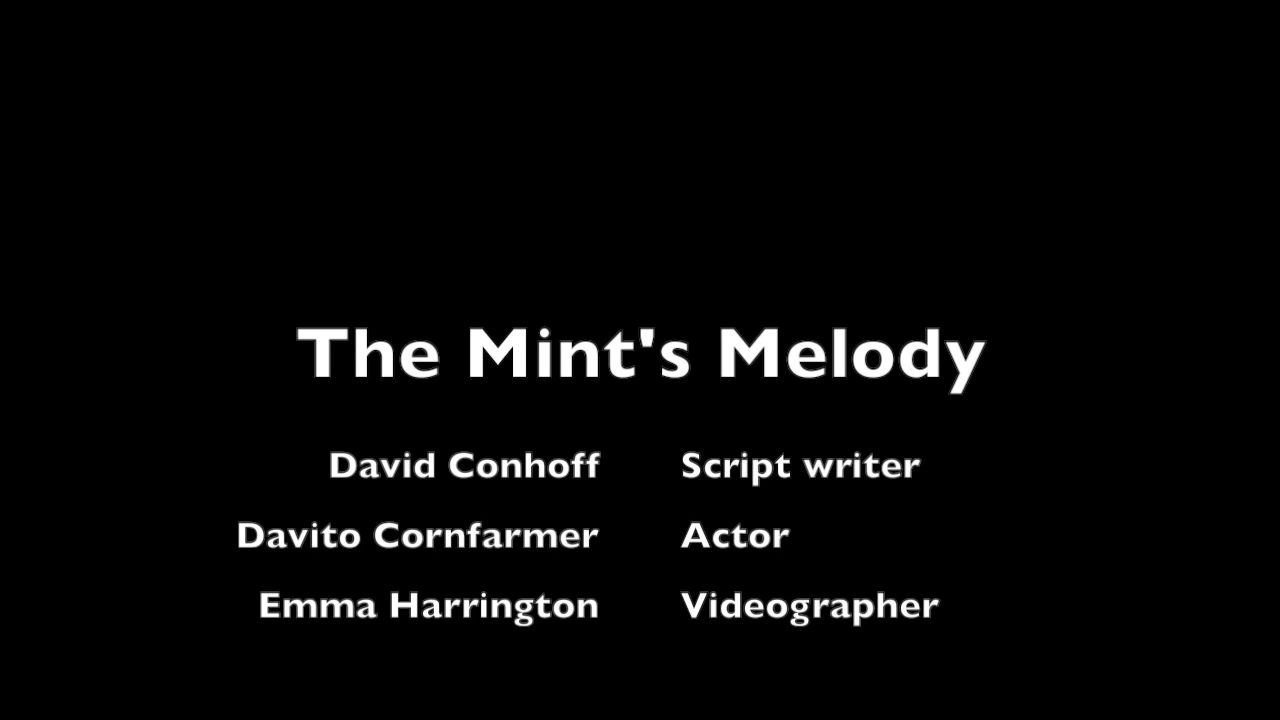 The Mint's Melody
David Conhoff Script writer
Davito Cornfarmer Actor
Emma Harrington Videographer